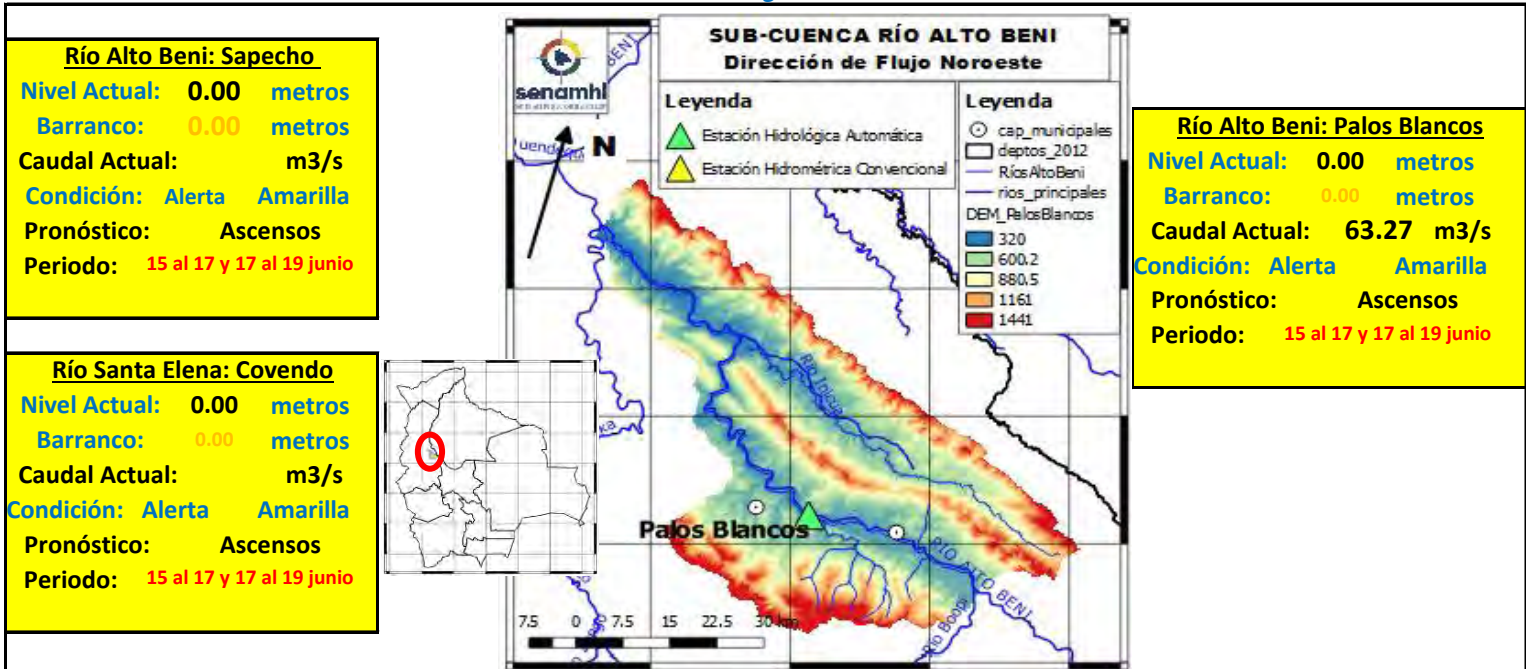 Río Alto Beni: Sapecho
Nivel Actual: 0.00 metros
Barranco: 0.00 metros
Caudal Actual: m3/s
Condición: Alerta Amarilla
Pronóstico: Ascensos
Periodo: 15 al 17 y 17 al 19 junio
Río Santa Elena: Covendo
Nivel Actual: 0.00 metros
Barranco: 0.00 metros
Caudal Actual: m3/s
Condición: Alerta Amarilla
Pronóstico: Ascensos
Periodo: 15 al 17 y 17 al 19 junio
senamhi
BENI
SUB-CUENCA RÍO ALTO BENI
Dirección de Flujo Noroeste
Leyenda
Estación Hidrológica Automática
Estación Hidrométrica Convencional
Leyenda
cap_municipales
deptos_2012
RíosAltoBeni
rios_principales
DEM_PalosBlancos
320
600.2
880.5
1161
1441
N
Río Inicua
Palos Blancos
RÍO ALTO BENI
Río Boopi
7.5 0 7.5 15 22.5 30 km
Río Alto Beni: Palos Blancos
Nivel Actual: 0.00 metros
Barranco: 0.00 metros
Caudal Actual: 63.27 m3/s
Condición: Alerta Amarilla
Pronóstico: Ascensos
Periodo: 15 al 17 y 17 al 19 junio